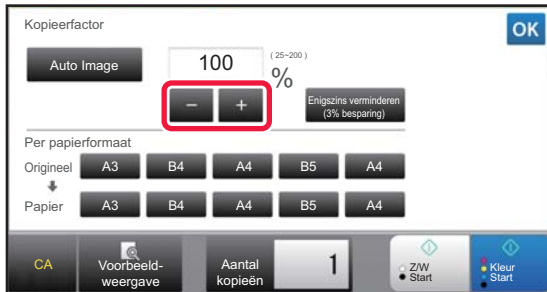 Kopieerfactor
OK
Auto Image
100
( 25~200 )
%
− +
Enigszins verminderen
(3% besparing)
Per papierformaat
Origineel A3 B4 A4 B5 A4
Papier A3 B4 A4 B5 A4
CA
Voorbeeld-
weergave
Aantal
kopieën
1
Z/W
Start
Kleur
Start